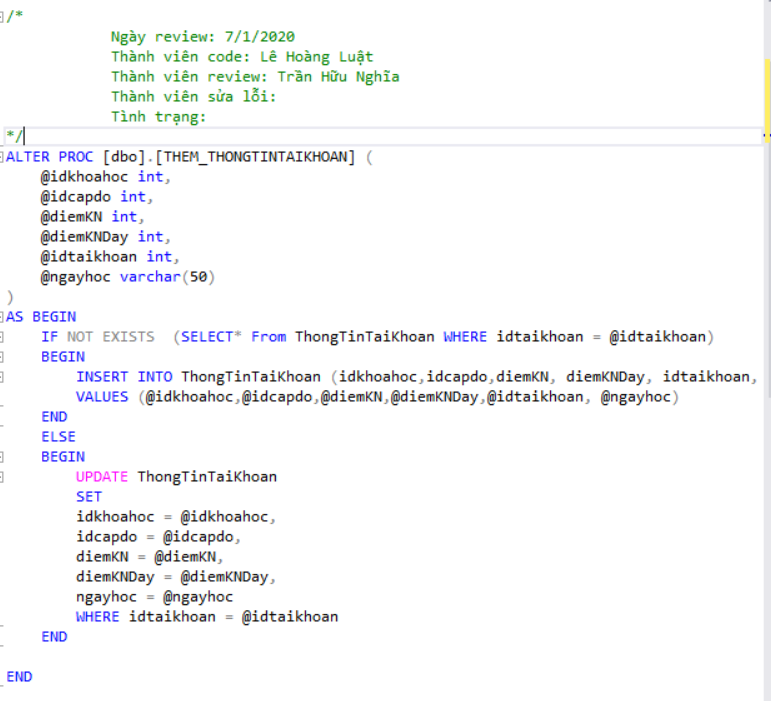 /*
Ngày review: 7/1/2020
Thành viên code: Lê Hoàng Luật
Thành viên review: Trần Hữu Nghĩa
Thành viên sửa lỗi:
Tình trạng:
*/
ALTER PROC [dbo].[THEM_THONGTINTAIKHOAN] (
@idkhoahoc int,
@idcapdo int,
@diemKN int,
@diemKNDay int,
@idtaikhoan int,
@ngayhoc varchar(50)
)
AS BEGIN
IF NOT EXISTS (SELECT* From ThongTinTaiKhoan WHERE idtaikhoan = @idtaikhoan)
BEGIN
INSERT INTO ThongTinTaiKhoan (idkhoahoc,idcapdo,diemKN, diemKNDay, idtaikhoan,
VALUES (@idkhoahoc,@idcapdo,@diemKN,@diemKNDay,@idtaikhoan, @ngayhoc)
END
ELSE
BEGIN
UPDATE ThongTinTaiKhoan
SET
idkhoahoc = @idkhoahoc,
idcapdo = @idcapdo,
diemKN = @diemKN,
diemKNDay = @diemKNDay,
ngayhoc = @ngayhoc
WHERE idtaikhoan = @idtaikhoan
END
END